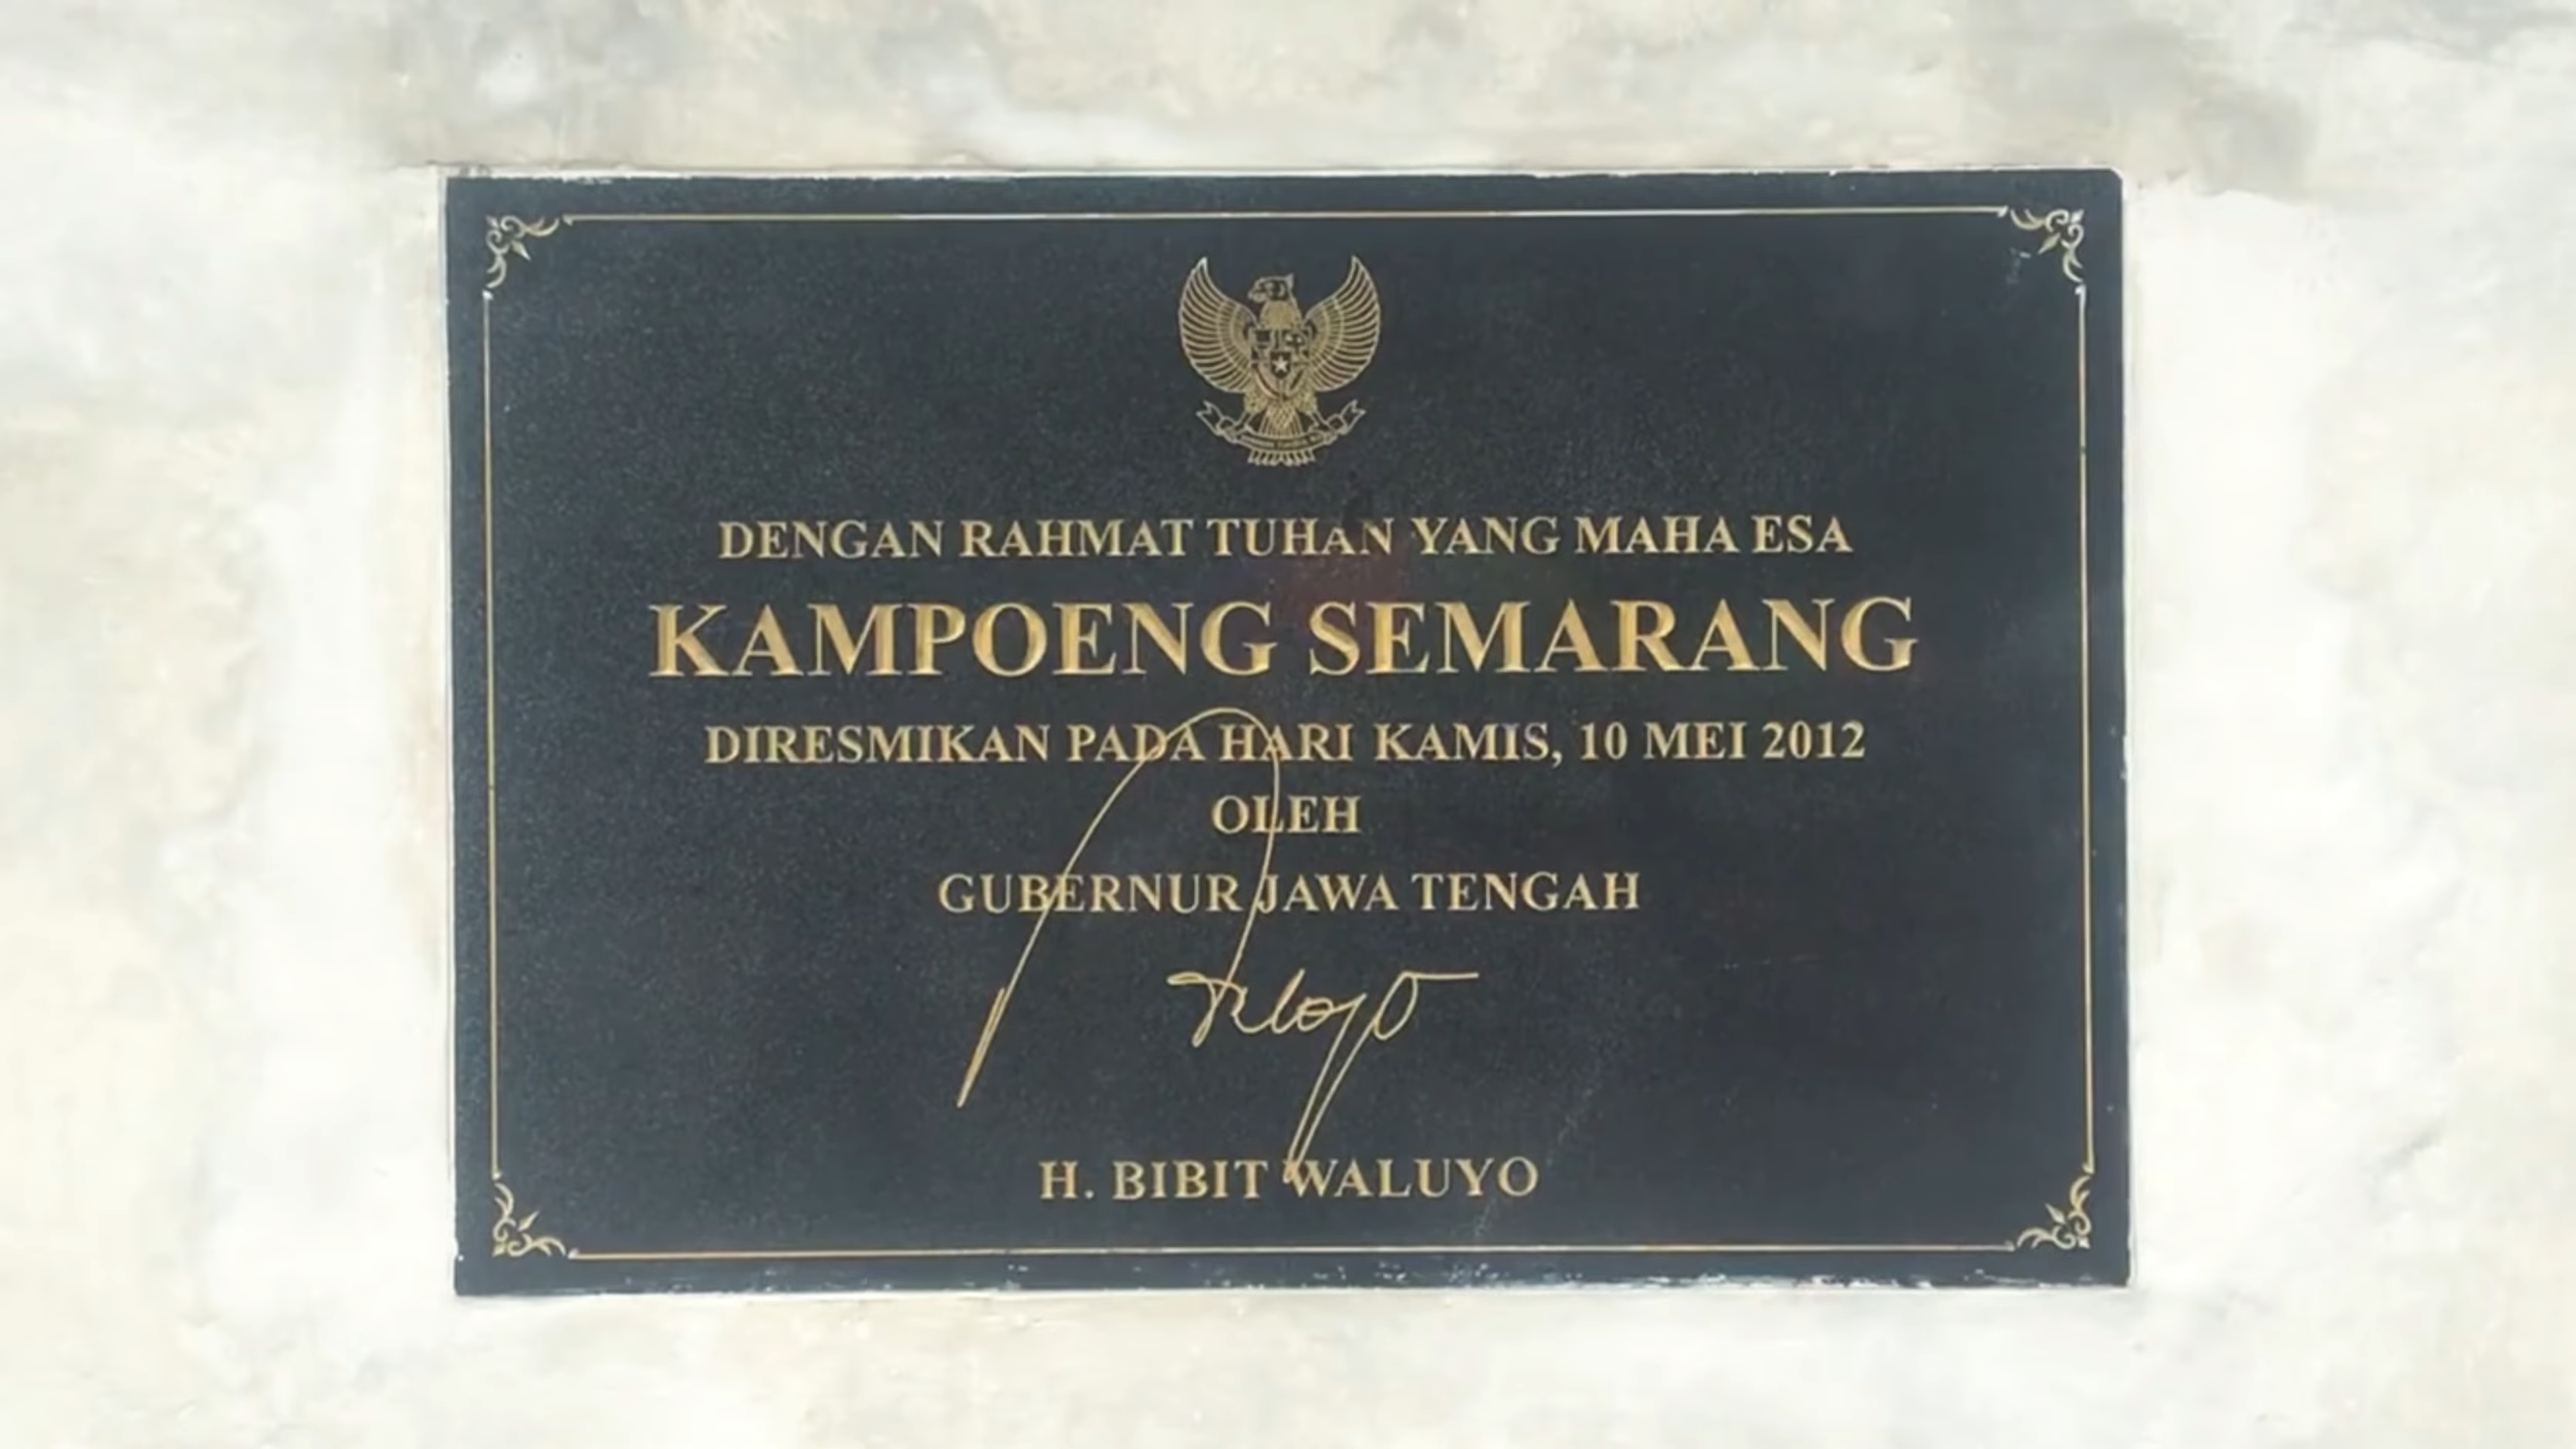 DENGAN RAHMAT TUHAN YANG MAHA ESA
KAMPOENG SEMARANG
DIRESMIKAN PADA HARI KAMIS, 10 MEI 2012
OLEH
GUBERNUR JAWA TENGAH
H. BIBIT WALUYO